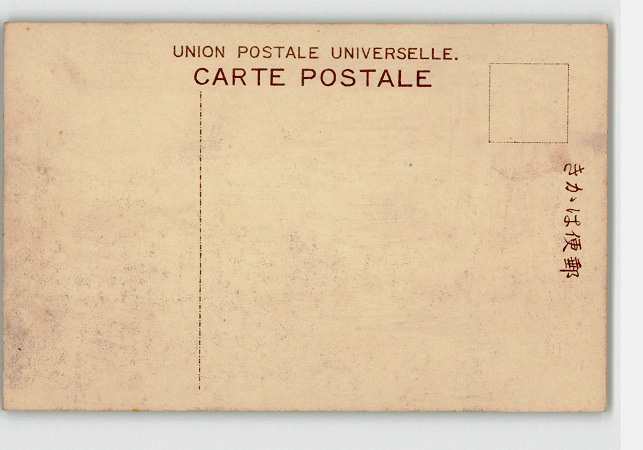 UNION POSTALE UNIVERSELLE.
CARTE POSTALE
きかは便郵